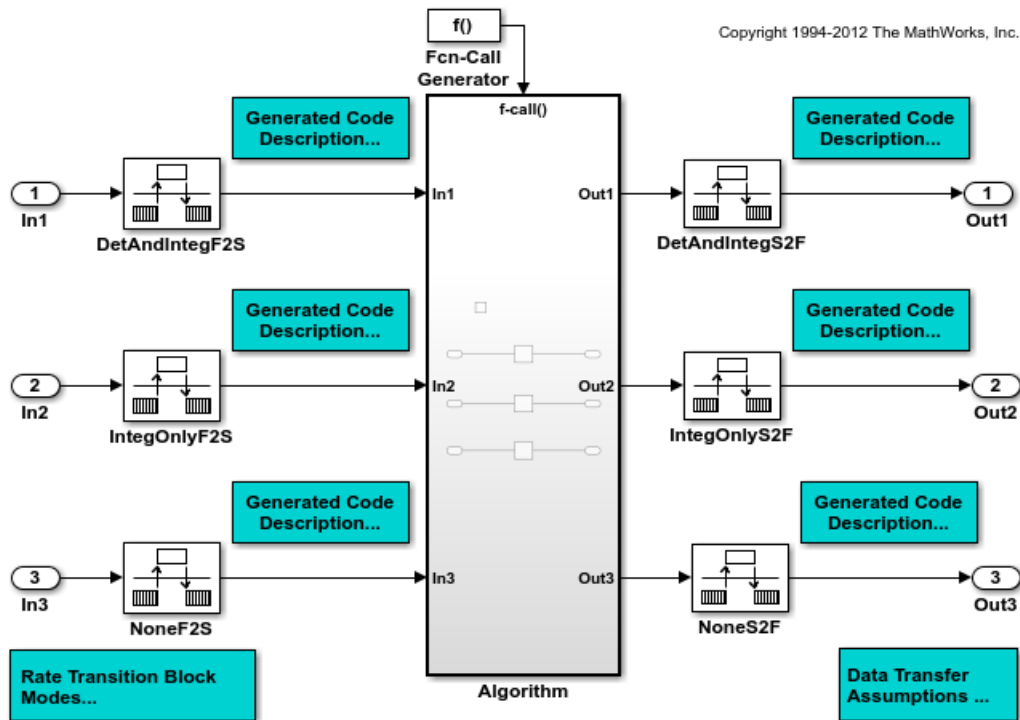 f()
Fcn-Call
Generator
Copyright 1994-2012 The MathWorks, Inc.
f-call()
Generated Code
Description...
Generated Code
Description...
1
In1
DetAndIntegF2S
In1
Out1
DetAndIntegS2F
1
Out1
Generated Code
Description...
Generated Code
Description...
2
In2
IntegOnlyF2S
In2
Out2
IntegOnlyS2F
2
Out2
Generated Code
Description...
Generated Code
Description...
3
In3
NoneF2S
In3
Out3
NoneS2F
3
Out3
Rate Transition Block
Modes...
Algorithm
Data Transfer
Assumptions ...